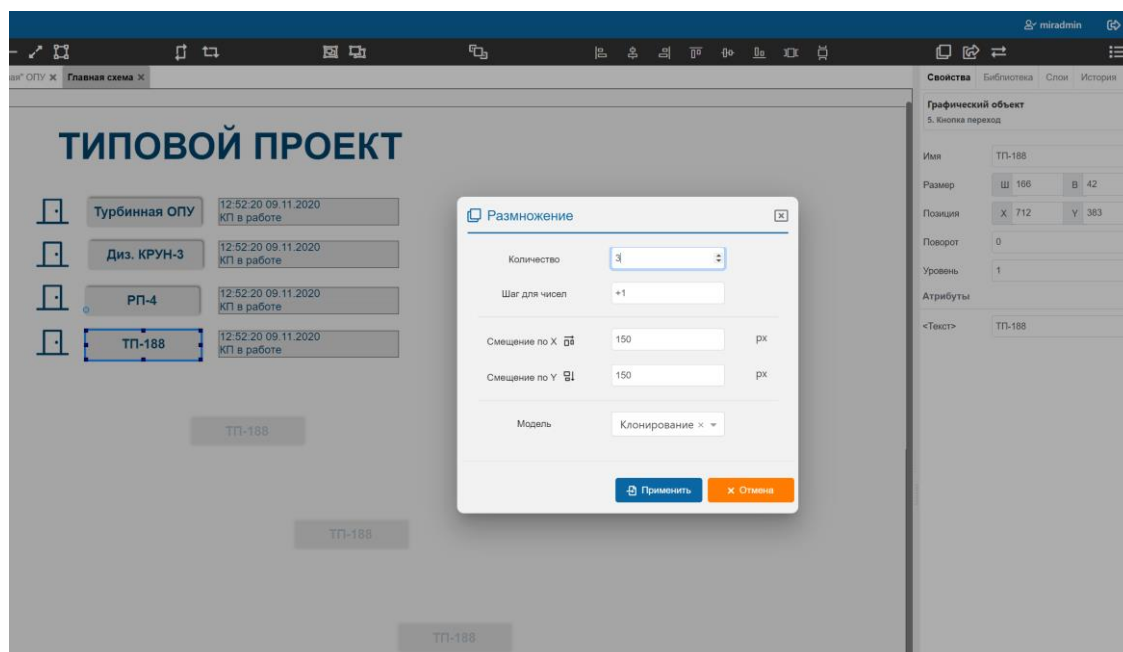 miradmin
ая" ОПУ × Главная схема ×
Свойства Библиотека Слои История
Графический объект
5. Кнопка переход
ТИПОВОЙ ПРОЕКТ
Имя ТП-188
Размер Ш 166 В 42
Позиция X 712 Y 383
Поворот 0
Уровень 1
Атрибуты
<Текст> ТП-188
Турбинная ОПУ
12:52:20 09.11.2020
КП в работе
Диз. КРУН-3
12:52:20 09.11.2020
КП в работе
РП-4
12:52:20 09.11.2020
КП в работе
ТП-188
12:52:20 09.11.2020
КП в работе
ТП-188
ТП-188
ТП-188
Размножение
Количество 3
Шаг для чисел +1
Смещение по X 150 px
Смещение по Y 150 px
Модель Клонирование ×
Применить × Отмена